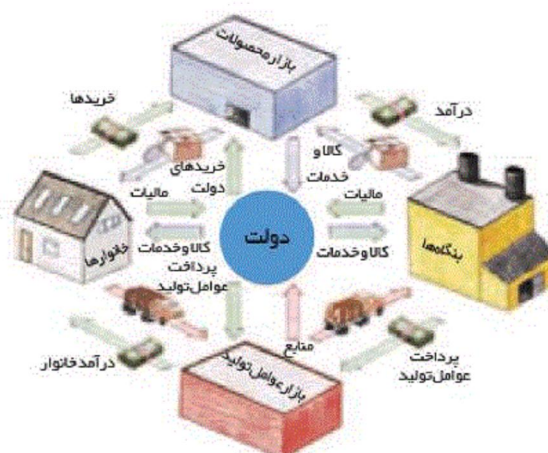 بازار محصولات
خریدها
درآمد
کالا و
خدمات
خریدهای
دولت
مالیات
مالیات
خانوارها
دولت
بنگاه‌ها
کالا و خدمات
کالا و خدمات
پرداخت
عوامل تولید
منابع
درآمد خانوار
پرداخت
عوامل تولید
بازار عوامل تولید